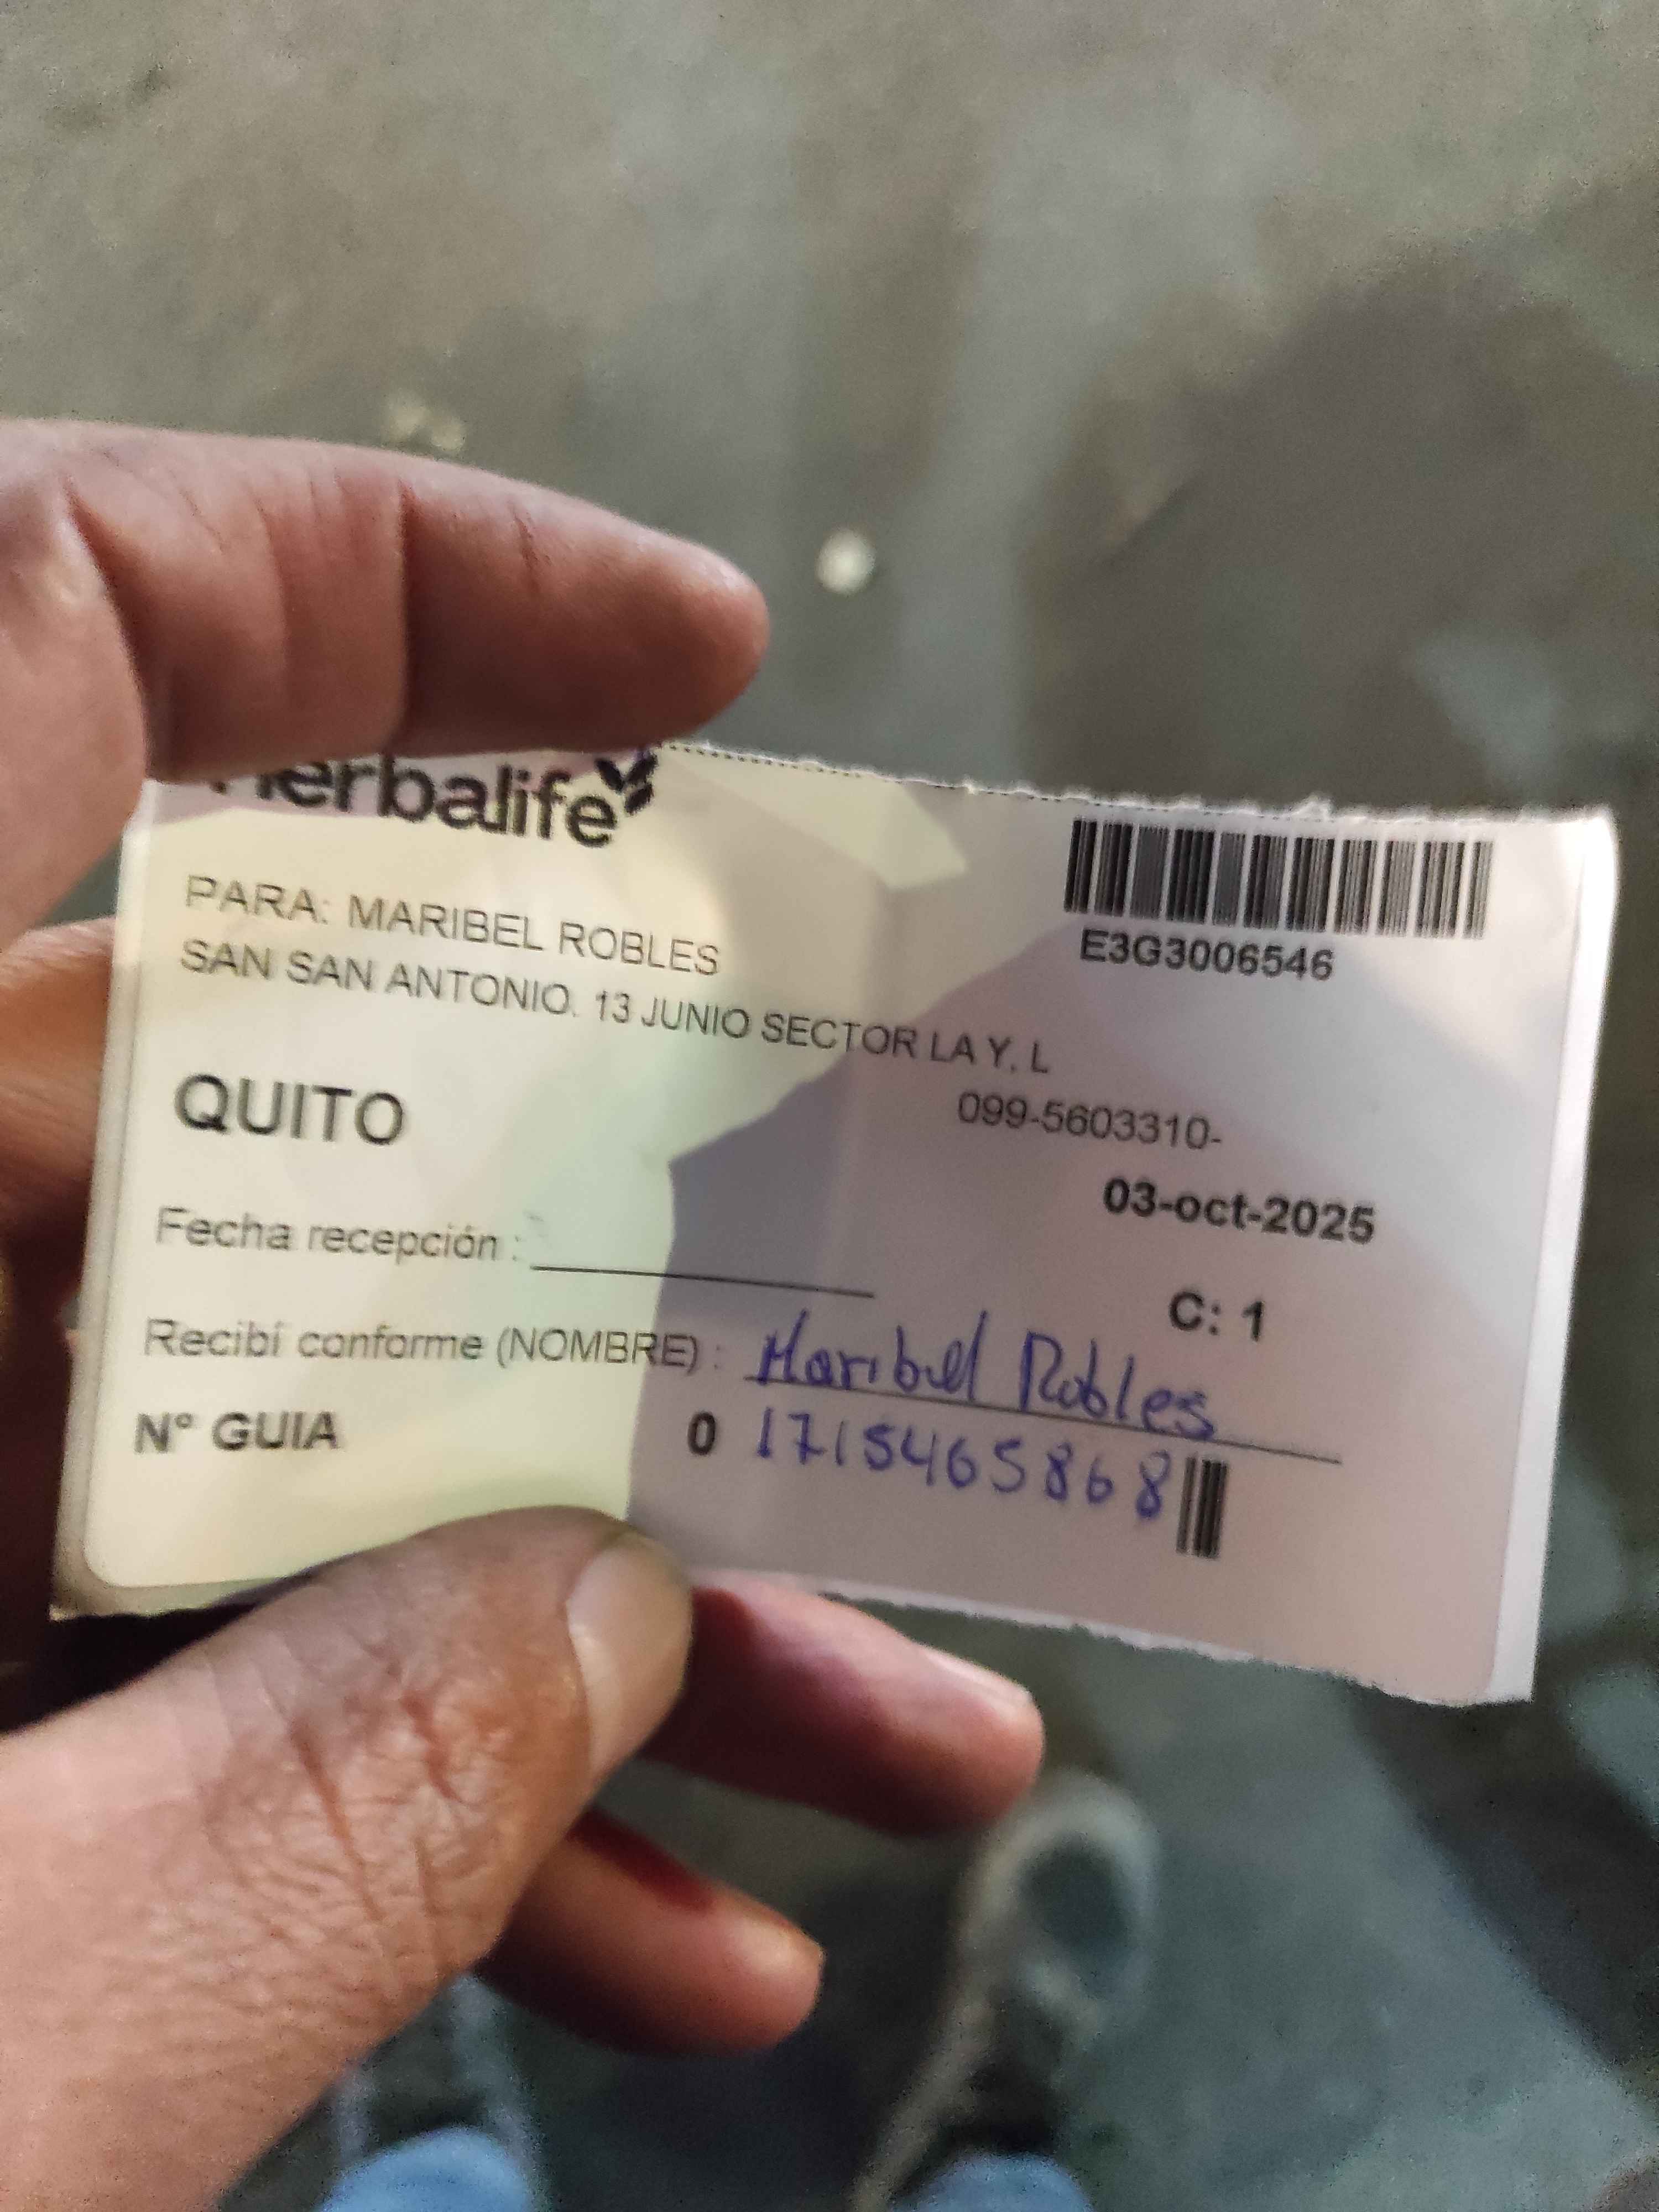 Herbalife
E3G3006546
PARA: MARIBEL ROBLES
SAN SAN ANTONIO. 13 JUNIO SECTOR LA Y, L
QUITO
099-5603310-
03-oct-2025
Fecha recepción :
C: 1
Recibí conforme (NOMBRE) : Maribel Robles
N° GUIA 0 1715465868